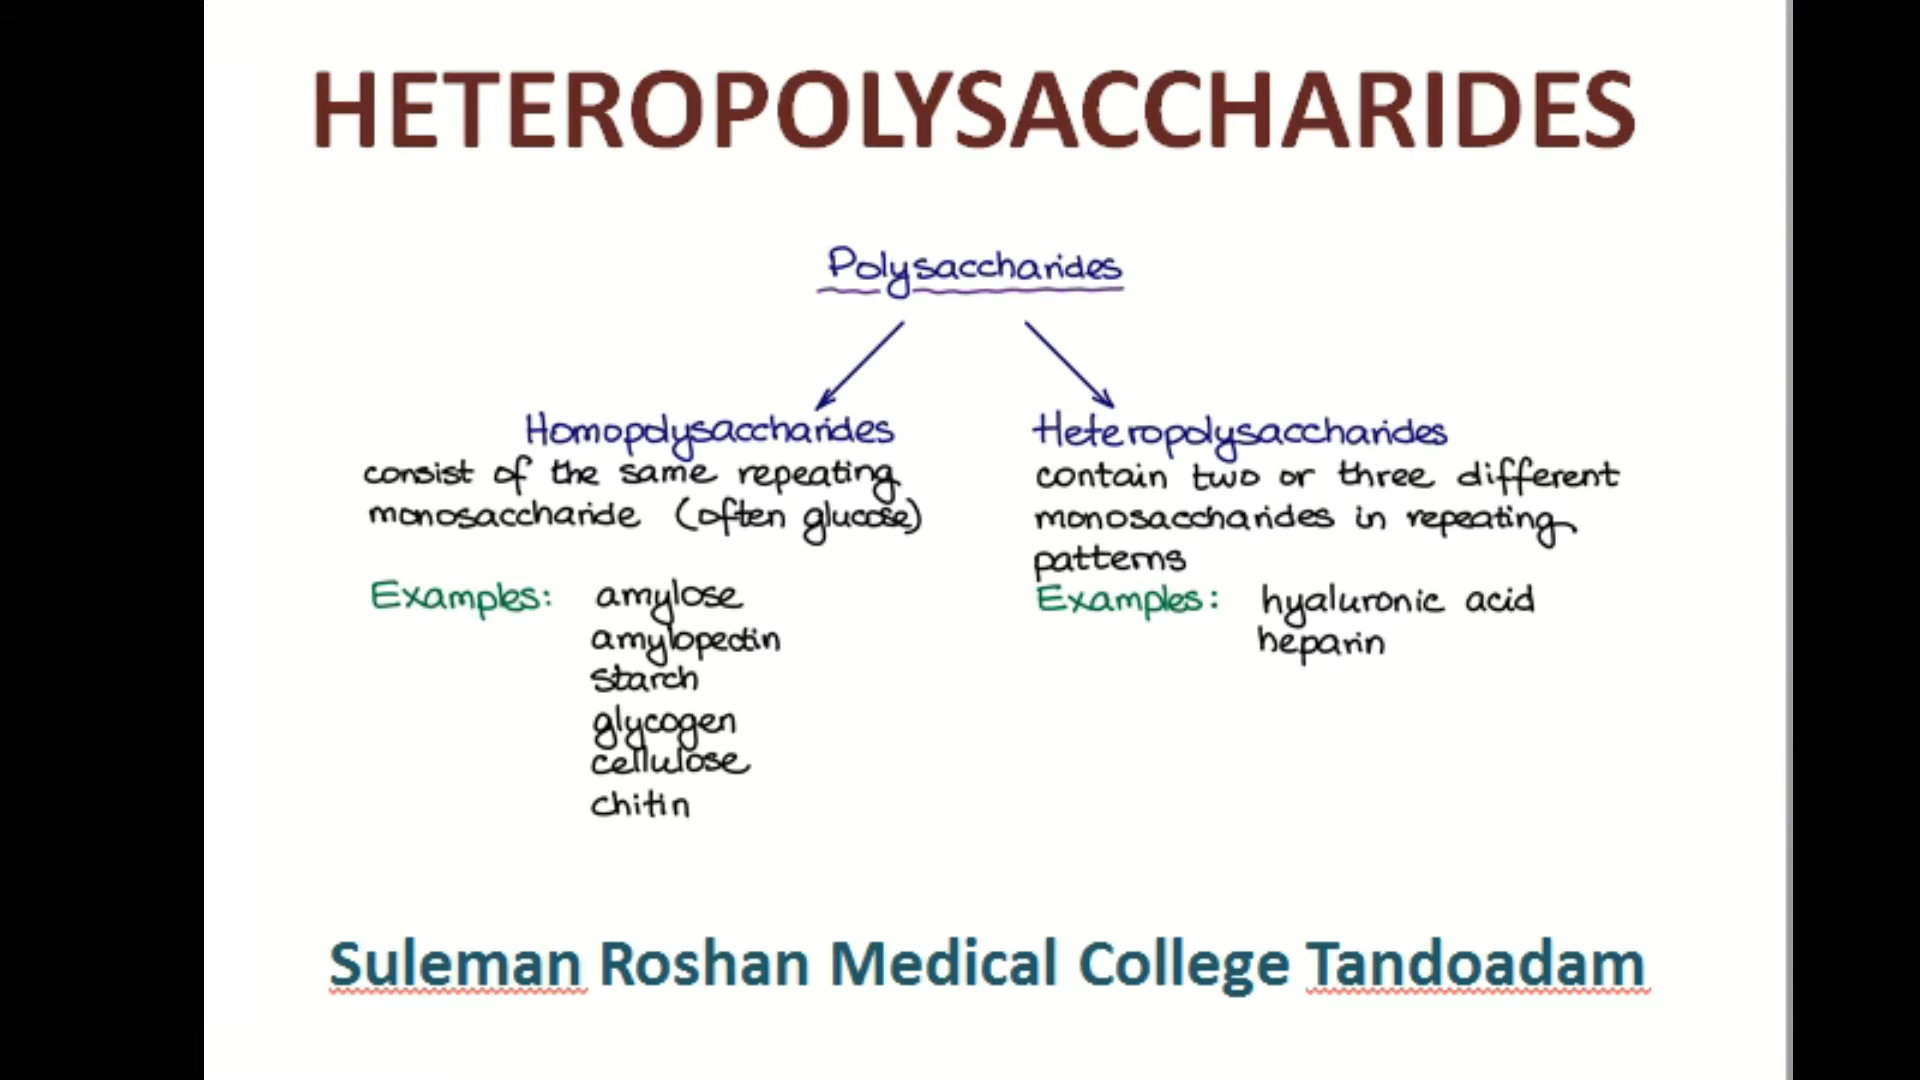 HETEROPOLYSACCHARIDES
Polysaccharides
Homopolysaccharides
consist of the same repeating
monosaccharide (often glucose)
Examples: amylose
amylopectin
starch
glycogen
cellulose
chitin
Heteropolysaccharides
contain two or three different
monosaccharides in repeating
patterns
Examples: hyaluronic acid
heparin
Suleman Roshan Medical College Tandoadam